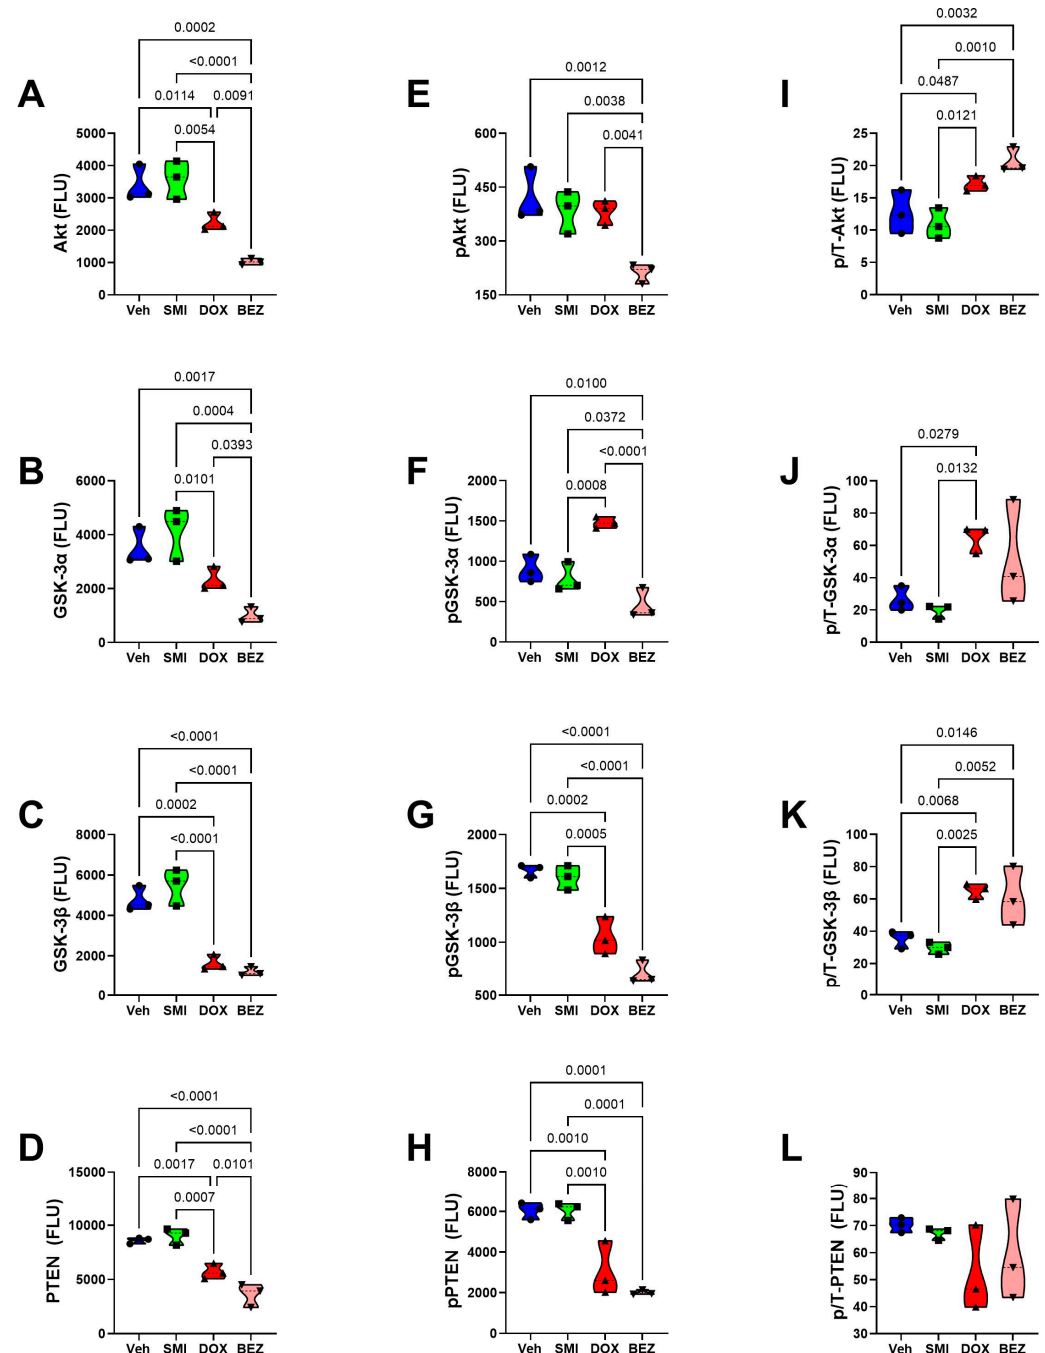 A
0.0002
<0.0001
0.0114
0.0091
0.0054
Akt (FLU)
5000
4000
3000
2000
1000
0
Veh SMI DOX BEZ
E
0.0012
0.0038
0.0041
pAkt (FLU)
600
450
300
150
Veh SMI DOX BEZ
I
0.0032
0.0010
0.0487
0.0121
p/T-Akt (FLU)
25
20
15
10
5
0
Veh SMI DOX BEZ
B
0.0017
0.0004
0.0393
0.0101
GSK-3α (FLU)
6000
4000
2000
0
Veh SMI DOX BEZ
F
0.0100
0.0372
<0.0001
0.0008
pGSK-3α (FLU)
2000
1500
1000
500
0
Veh SMI DOX BEZ
J
0.0279
0.0132
p/T-GSK-3α (FLU)
100
80
60
40
20
0
Veh SMI DOX BEZ
C
<0.0001
<0.0001
0.0002
<0.0001
GSK-3β (FLU)
8000
6000
4000
2000
0
Veh SMI DOX BEZ
G
<0.0001
<0.0001
0.0002
0.0005
pGSK-3β (FLU)
2000
1500
1000
500
Veh SMI DOX BEZ
K
0.0146
0.0052
0.0068
0.0025
p/T-GSK-3β (FLU)
100
80
60
40
20
0
Veh SMI DOX BEZ
D
<0.0001
<0.0001
0.0017
0.0101
0.0007
PTEN (FLU)
15000
10000
5000
0
Veh SMI DOX BEZ
H
0.0001
0.0001
0.0010
0.0010
pPTEN (FLU)
8000
6000
4000
2000
0
Veh SMI DOX BEZ
L
p/T-PTEN (FLU)
90
80
70
60
50
40
30
Veh SMI DOX BEZ